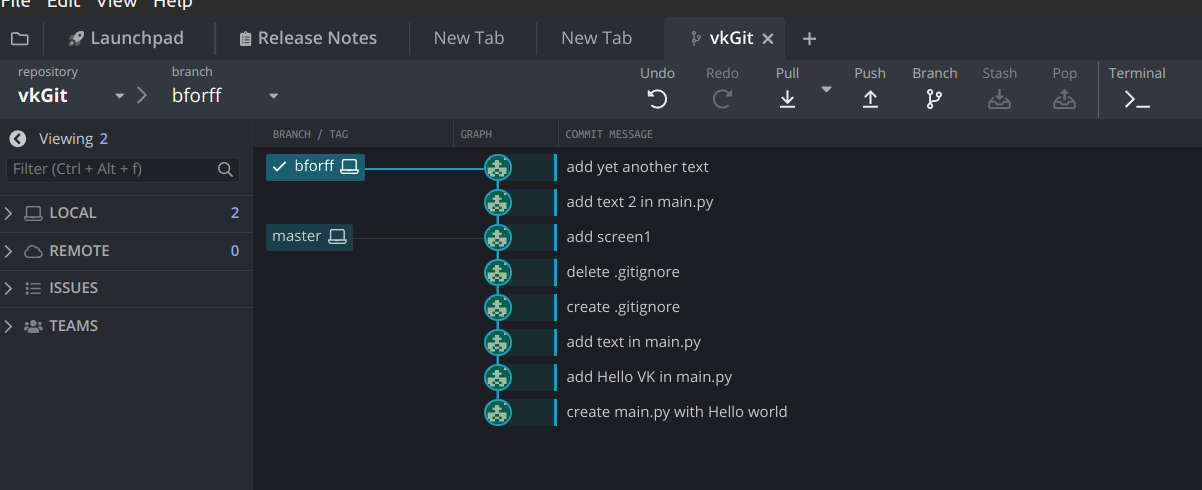 File Edit View Help
Launchpad Release Notes New Tab New Tab vkGit
repository branch Undo Redo Pull Push Branch Stash Pop Terminal
vkGit bforff
Viewing 2 BRANCH / TAG GRAPH COMMIT MESSAGE
Filter (Ctrl + Alt + f) bforff add yet another text
add text 2 in main.py
LOCAL 2
master add screen1
REMOTE 0
delete .gitignore
ISSUES
create .gitignore
TEAMS
add text in main.py
add Hello VK in main.py
create main.py with Hello world